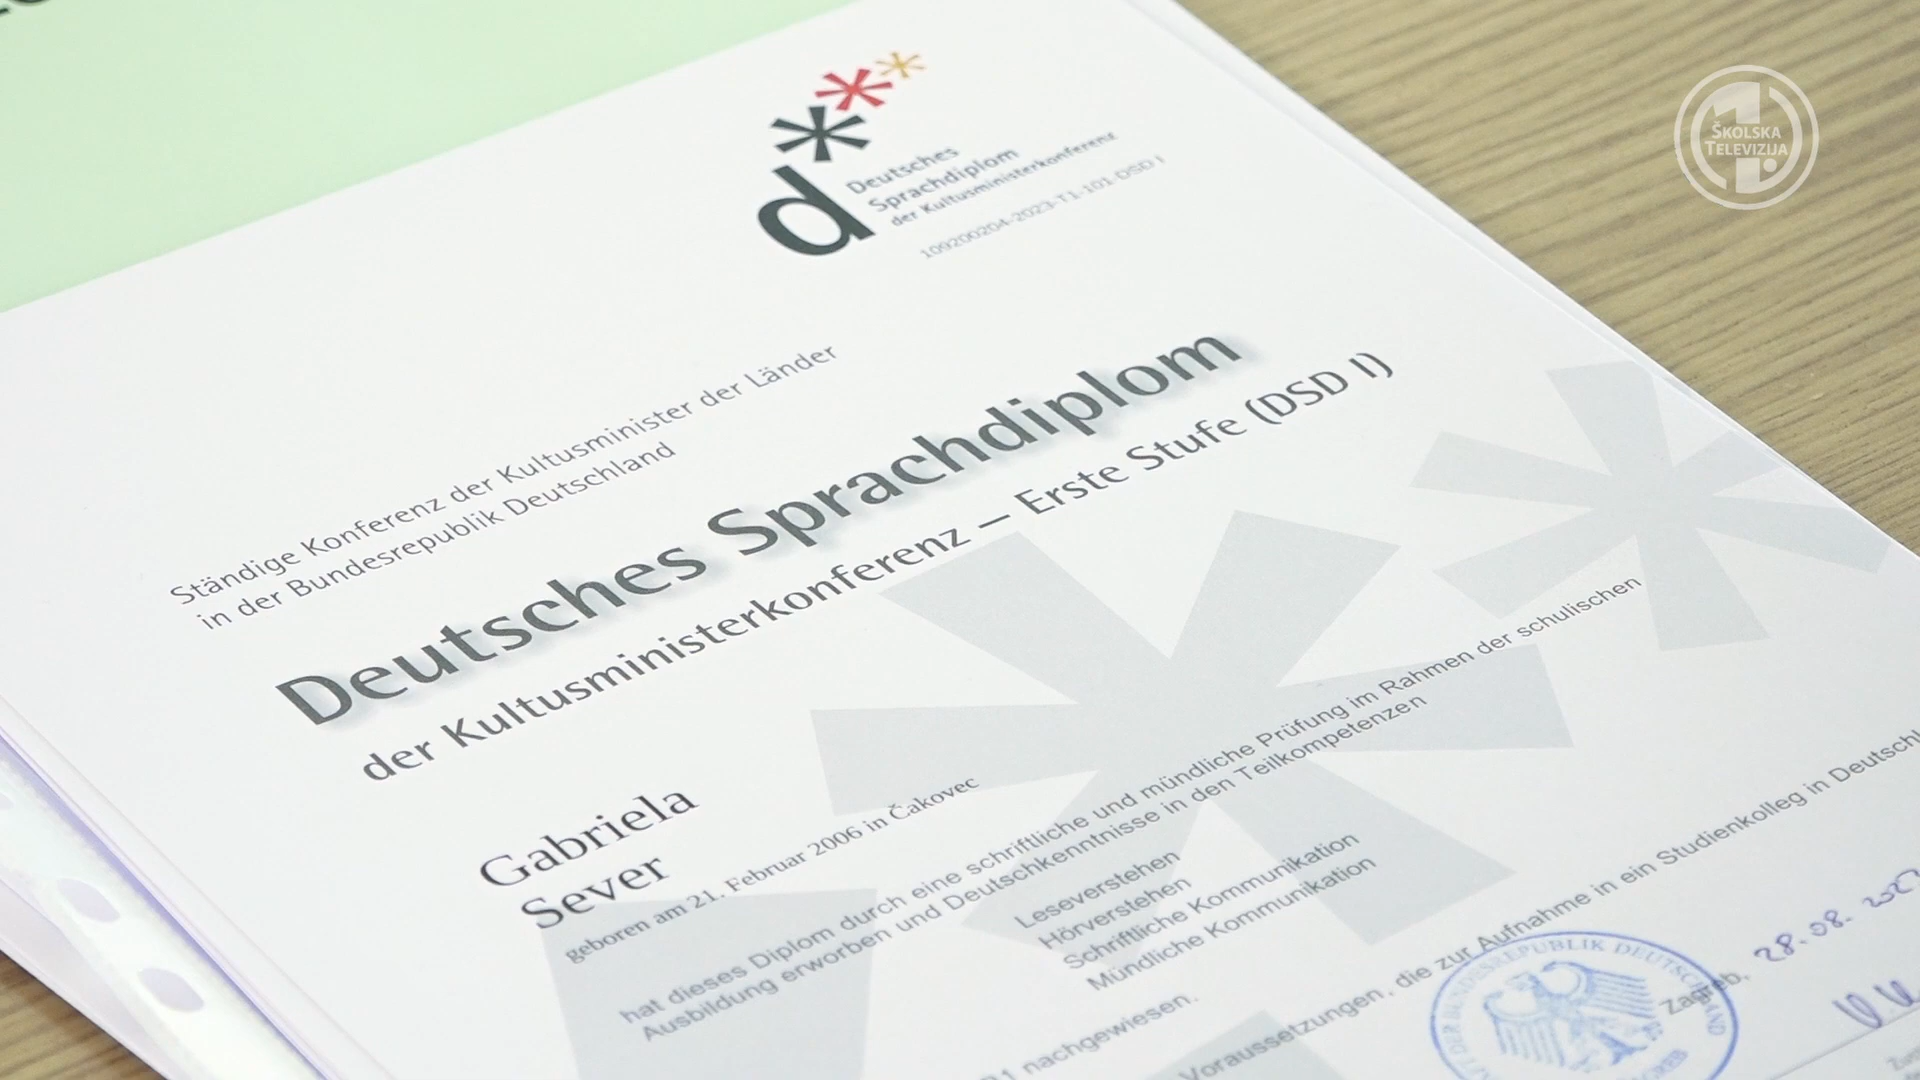 ŠKOLSKA
TELEVIZIJA
Deutsches
Sprachdiplom
der Kultusministerkonferenz
109200204-2023-T1-101-DSD I
Ständige Konferenz der Kultusminister der Länder
in der Bundesrepublik Deutschland
Deutsches Sprachdiplom
der Kultusministerkonferenz – Erste Stufe (DSD I)
Gabriela
Sever
geboren am 21. Februar 2006 in Čakovec
hat dieses Diplom durch eine schriftliche und mündliche Prüfung im Rahmen der schulischen
Ausbildung erworben und Deutschkenntnisse in den Teilkompetenzen
Leseverstehen
Hörverstehen
Schriftliche Kommunikation
Mündliche Kommunikation
nachgewiesen.
Voraussetzungen, die zur Aufnahme in ein Studienkolleg in Deutschl
Zagreb, 28.08.
BUNDESREPUBLIK DEUTSCHLAND